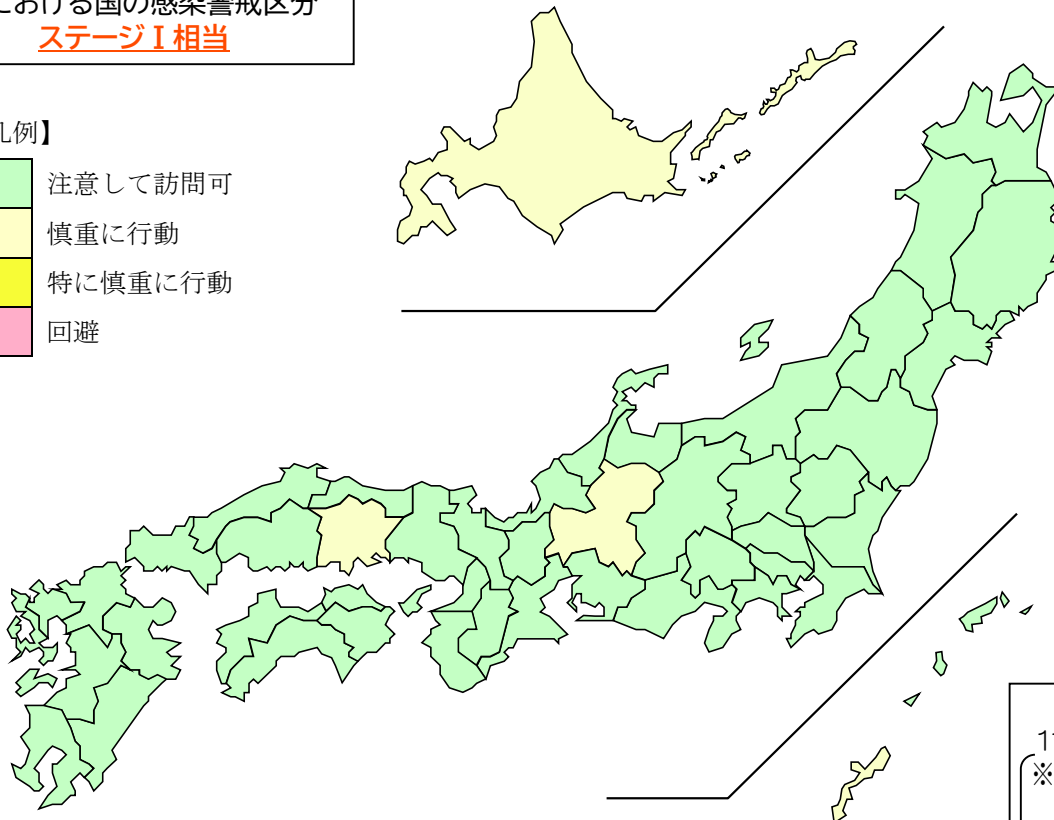 における国の感染警戒区分
ステージⅠ相当
例】
注意して訪問可
慎重に行動
特に慎重に行動
回避
※